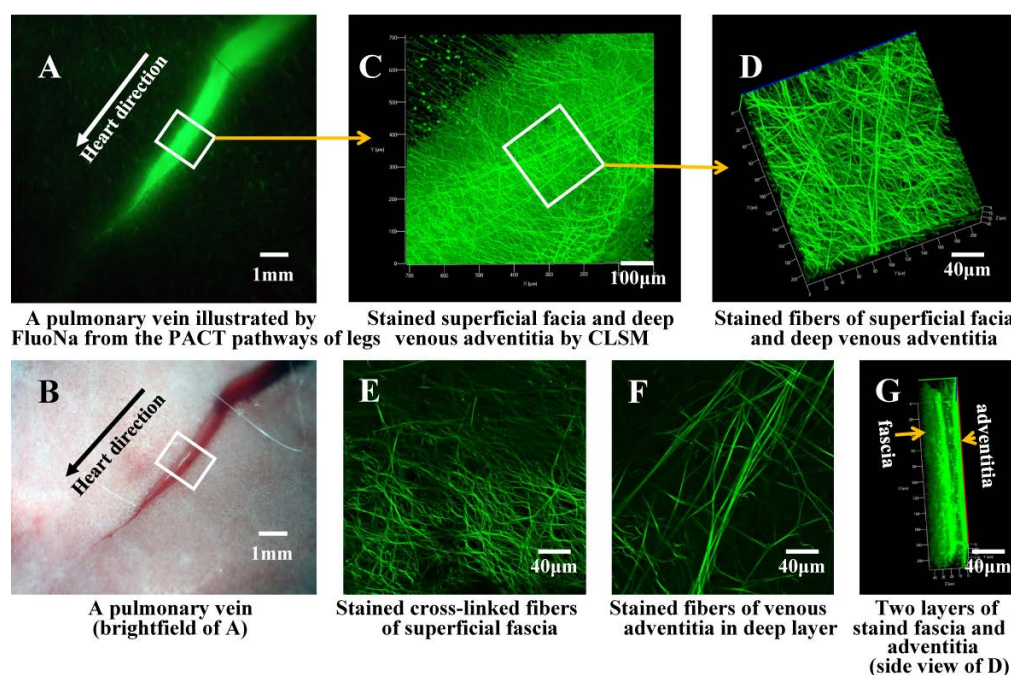 A
Heart direction
1mm
C
100μm
D
40μm
A pulmonary vein illustrated by
FluoNa from the PACT pathways of legs
Stained superficial facia and deep
venous adventitia by CLSM
Stained fibers of superficial facia
and deep venous adventitia
B
Heart direction
1mm
E
40μm
F
40μm
G
fascia
adventitia
40μm
A pulmonary vein
(brightfield of A)
Stained cross-linked fibers
of superficial fascia
Stained fibers of venous
adventitia in deep layer
Two layers of
staind fascia and
adventitia
(side view of D)